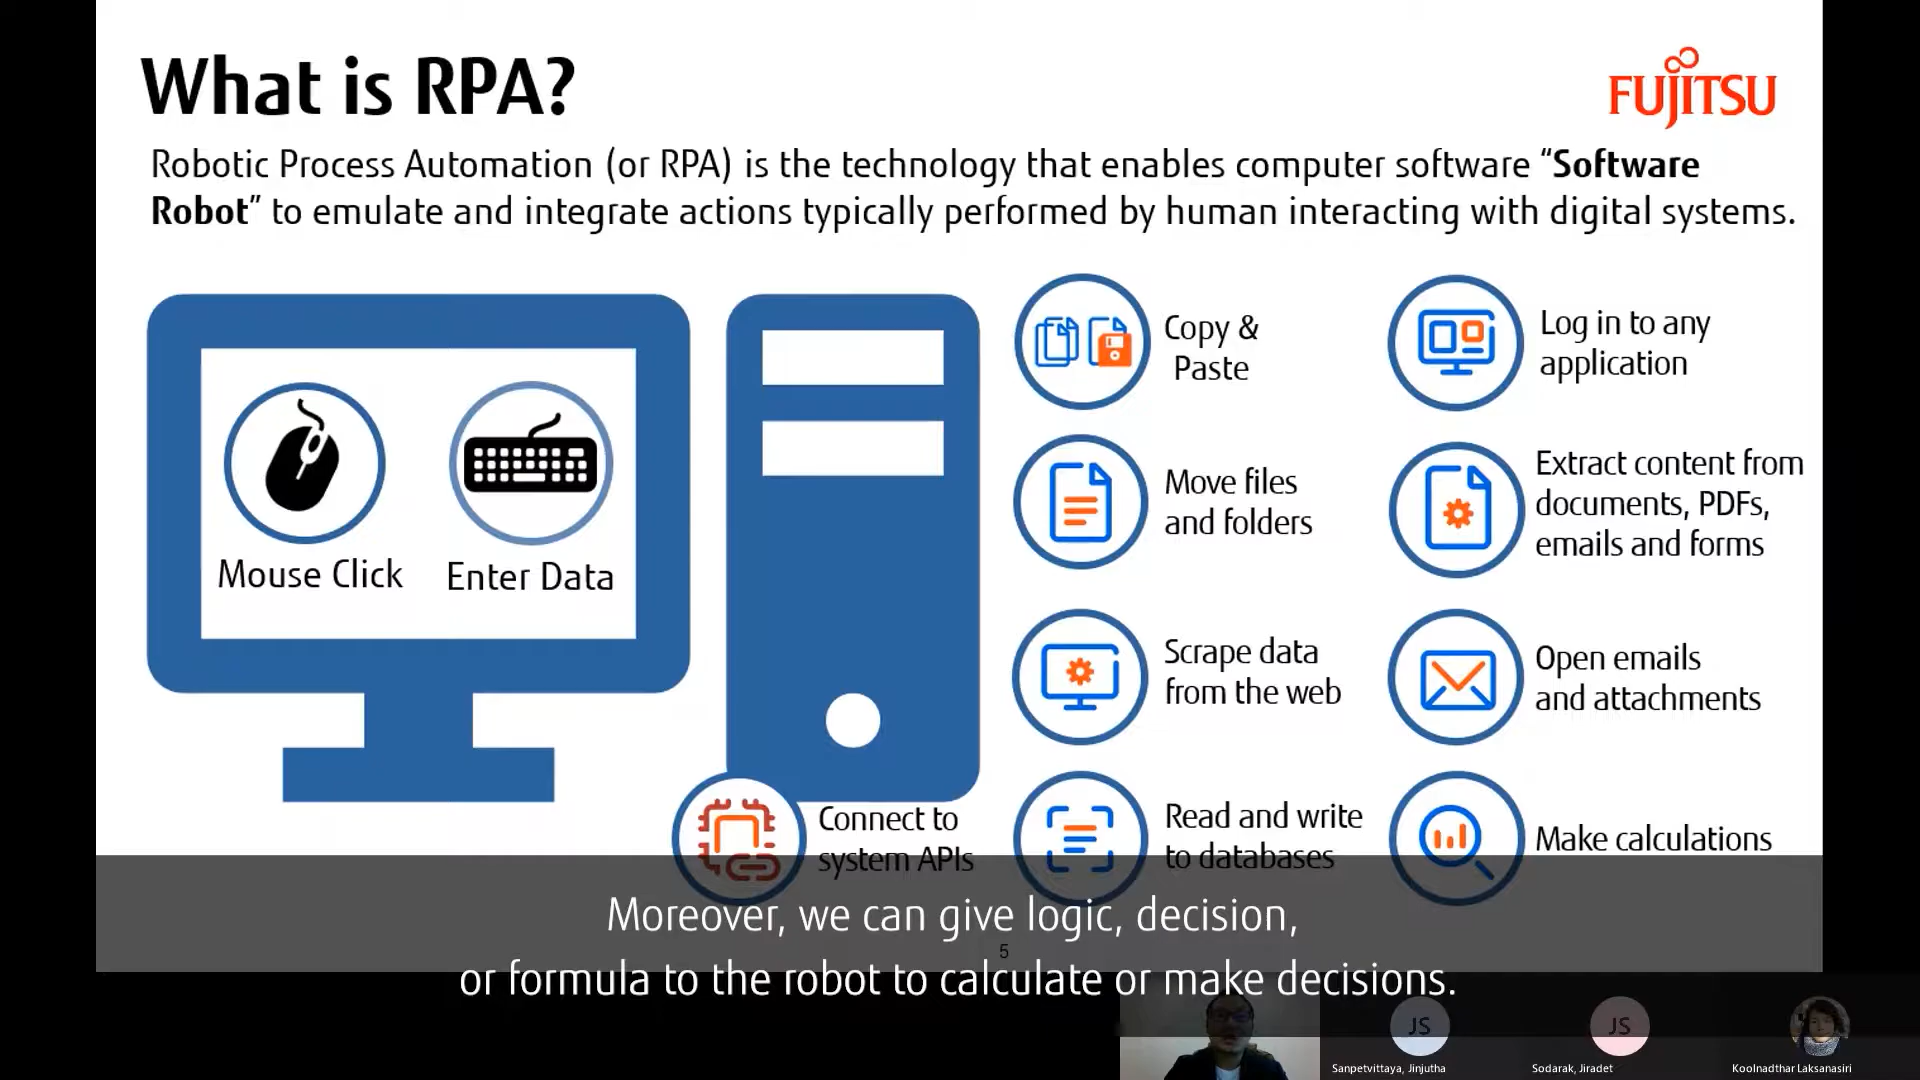 What is RPA?
FUJITSU
Robotic Process Automation (or RPA) is the technology that enables computer software “Software
Robot” to emulate and integrate actions typically performed by human interacting with digital systems.
Mouse Click
Enter Data
Copy &
Paste
Log in to any
application
Move files
and folders
Extract content from
documents, PDFs,
emails and forms
Scrape data
from the web
Open emails
and attachments
Connect to
system APIs
Read and write
to databases
Make calculations
Moreover, we can give logic, decision,
5
or formula to the robot to calculate or make decisions.
JS
JS
Sanpetvittaya, Jinjutha
Sodarak, Jiradet
Koolnadthar Laksanasiri